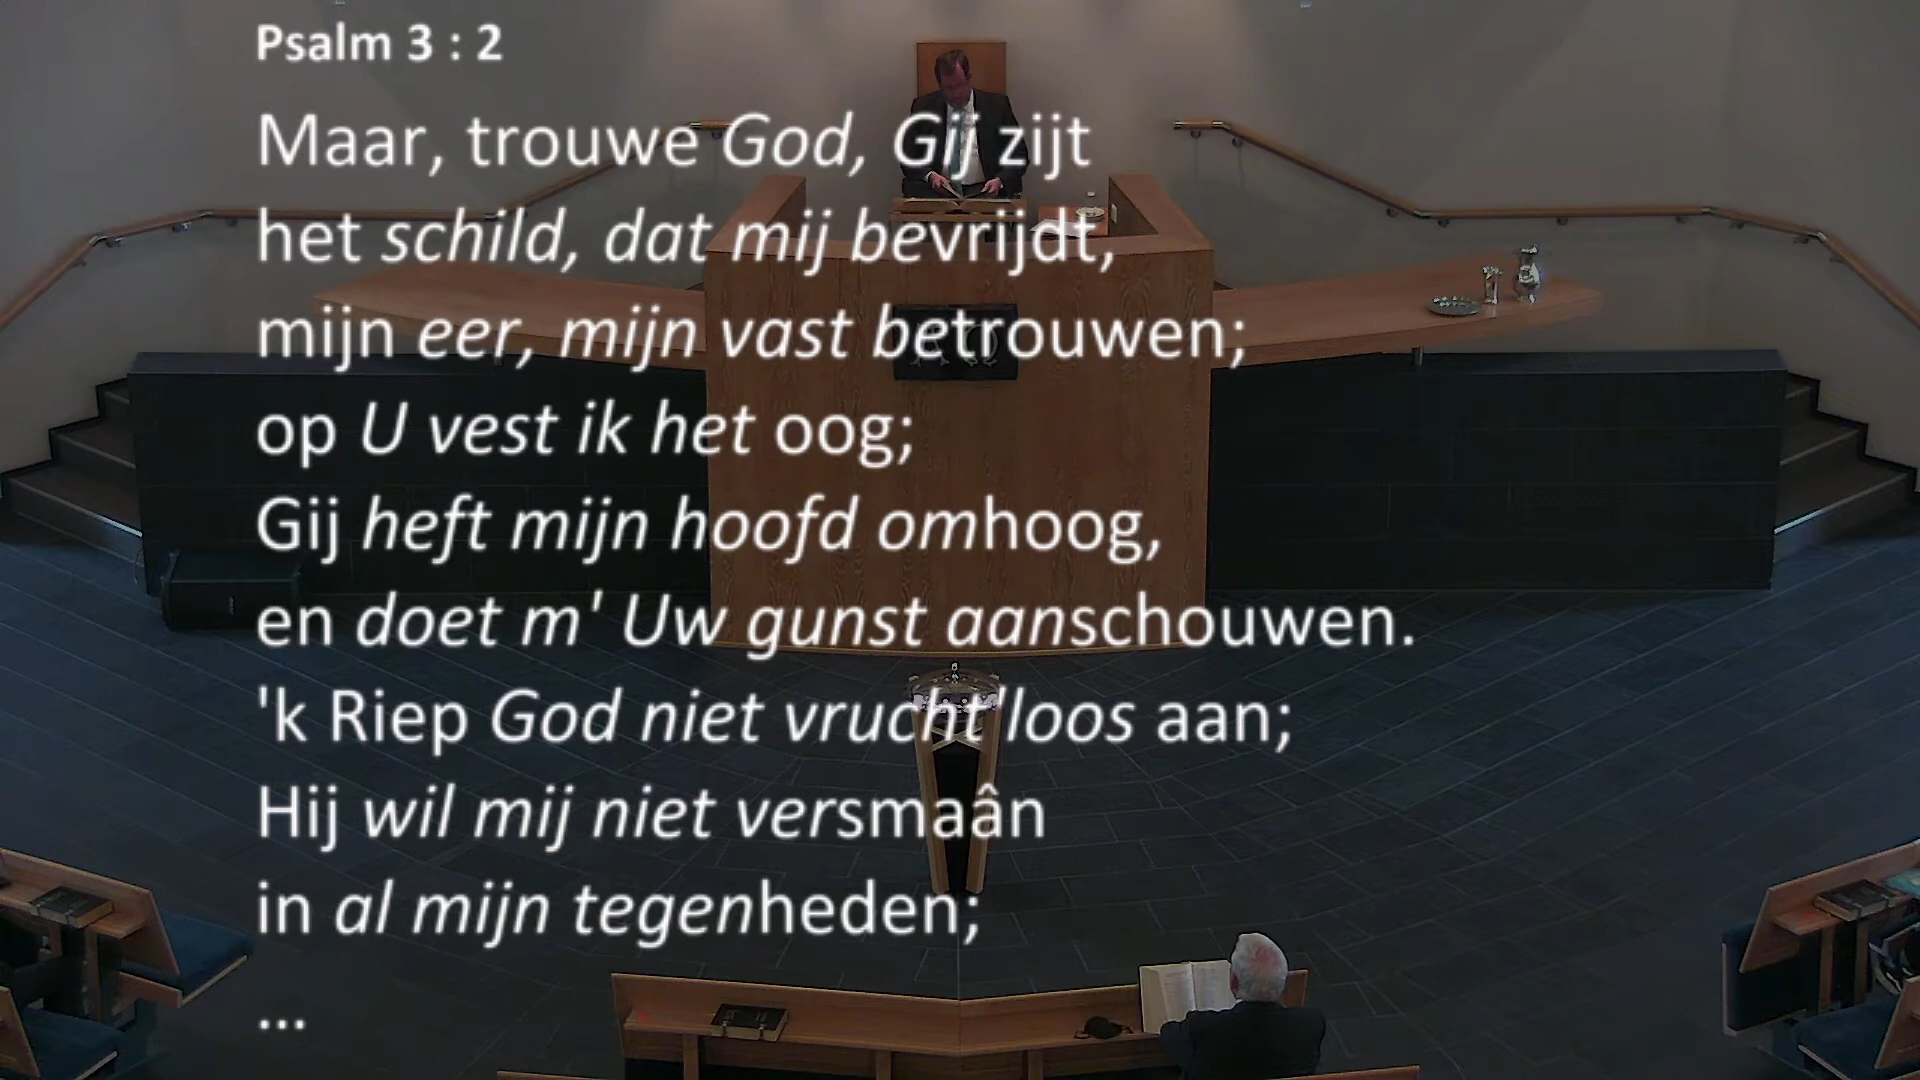 Psalm 3 : 2
Maar, trouwe God, Gij zijt
het schild, dat mij bevrijdt,
mijn eer, mijn vast betrouwen;
op U vest ik het oog;
Gij heft mijn hoofd omhoog,
en doet m' Uw gunst aanschouwen.
'k Riep God niet vrucht'loos aan;
Hij wil mij niet versmaân
in al mijn tegenheden;
...